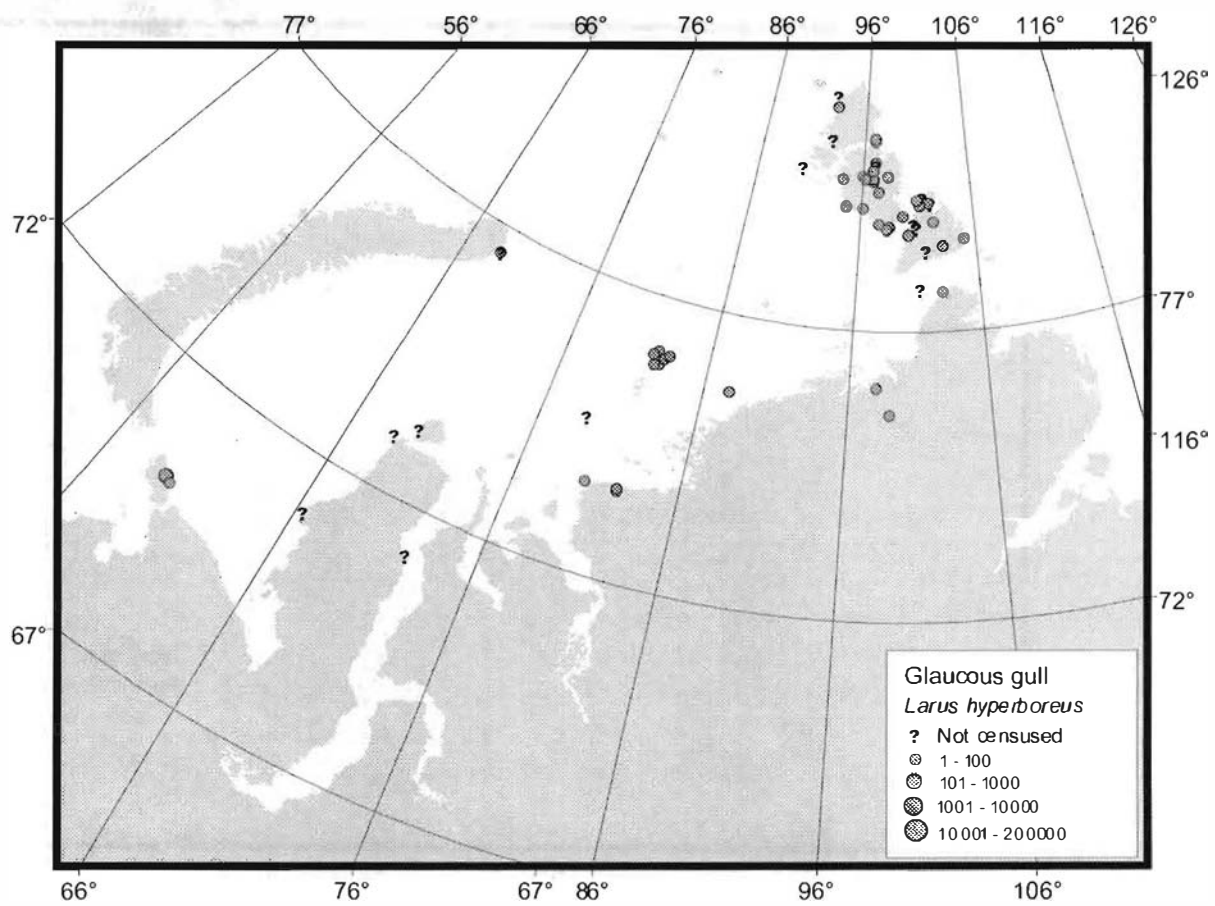 77° 56° 66° 76° 86° 96° 106° 126°
126°
72°
77°
116°
67°
72°
? ? ? ? ? ? ? ? ? ? ? ? ? ? ?
Glaucous gull
Larus hyperboreus
? Not censused
1 - 100
101 - 1000
1001 - 10000
10001 - 200000
66° 76° 67° 86° 96° 106°